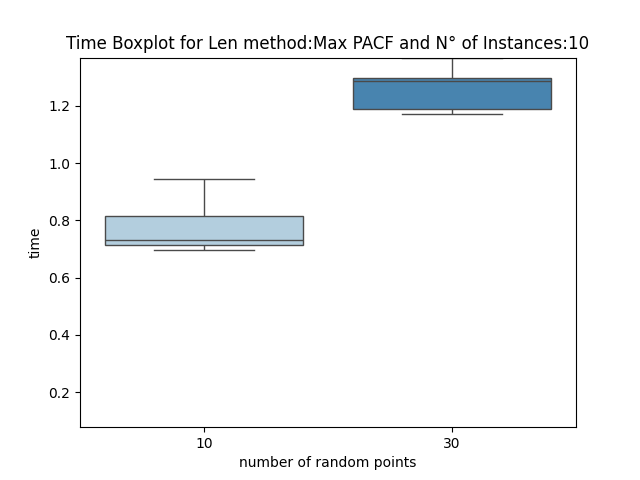 Time Boxplot for Len method:Max PACF and N° of Instances:10
1.2
1.0
0.8
0.6
0.4
0.2
time
10
30
number of random points